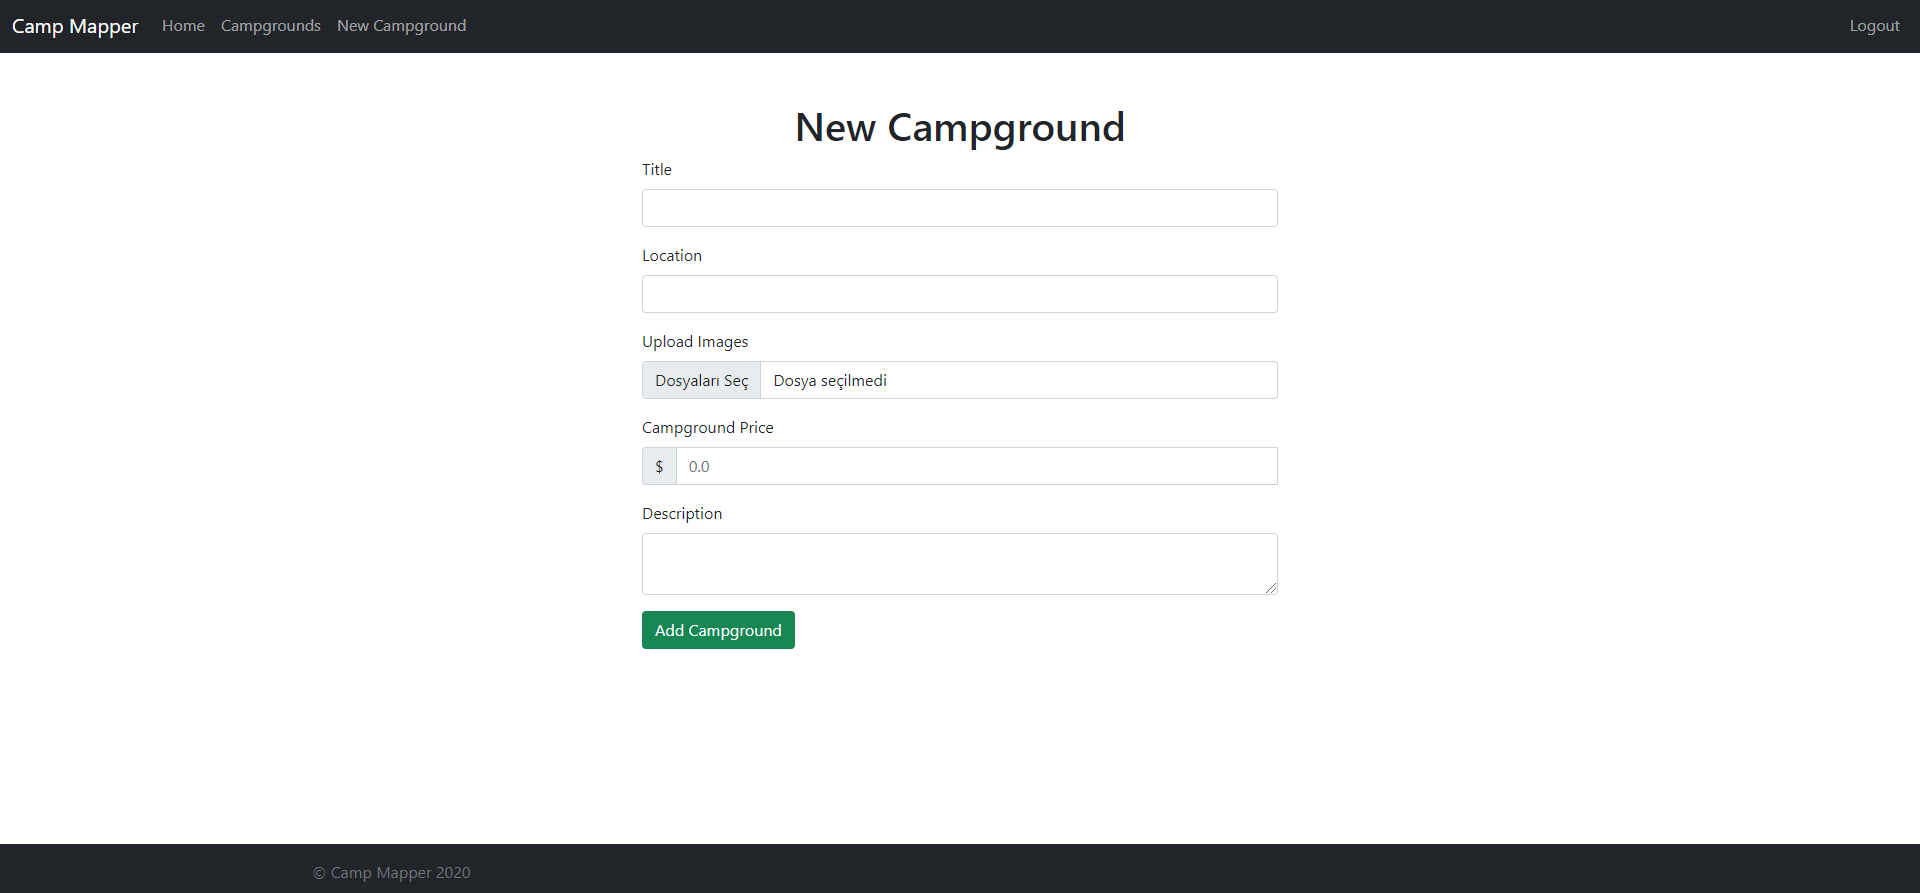 Camp Mapper Home Campgrounds New Campground Logout
New Campground
Title
Location
Upload Images
Dosyaları Seç Dosya seçilmedi
Campground Price
$ 0.0
Description
Add Campground
© Camp Mapper 2020